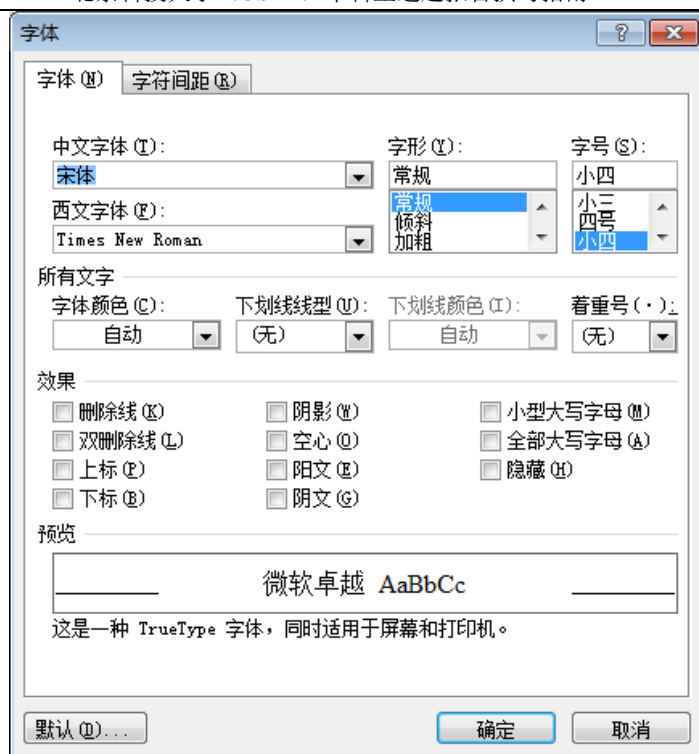 字体
字体(N) 字符间距(R)
中文字体(T): 字形(Y): 字号(S):
宋体 常规 小四
西文字体(F): 常规 小三
Times New Roman 倾斜 四号
加粗 小四
所有文字
字体颜色(C): 下划线线型(U): 下划线颜色(I): 着重号(·):
自动 (无) 自动 (无)
效果
删除线(K) 阴影(W) 小型大写字母(M)
双删除线(L) 空心(O) 全部大写字母(A)
上标(P) 阳文(E) 隐藏(H)
下标(B) 阴文(G)
预览
微软卓越 AaBbCc
这是一种 TrueType 字体，同时适用于屏幕和打印机。
默认(D)... 确定 取消